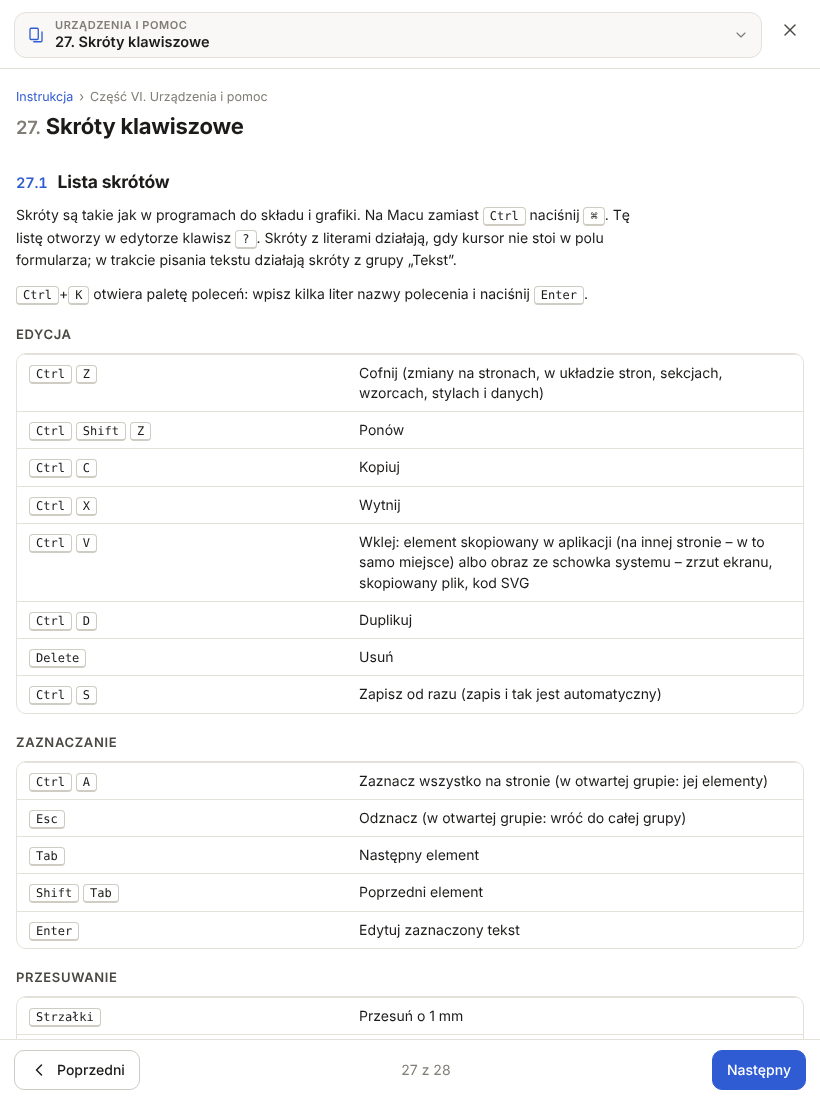 URZĄDZENIA I POMOC
27. Skróty klawiszowe
Instrukcja › Część VI. Urządzenia i pomoc
27. Skróty klawiszowe
27.1 Lista skrótów
Skróty są takie jak w programach do składu i grafiki. Na Macu zamiast Ctrl naciśnij ⌘. Tę
listę otworzy w edytorze klawisz ?. Skróty z literami działają, gdy kursor nie stoi w polu
formularza; w trakcie pisania tekstu działają skróty z grupy „Tekst”.
Ctrl+K otwiera paletę poleceń: wpisz kilka liter nazwy polecenia i naciśnij Enter.
EDYCJA
Ctrl Z Cofnij (zmiany na stronach, w układzie stron, sekcjach,
wzorcach, stylach i danych)
Ctrl Shift Z Ponów
Ctrl C Kopiuj
Ctrl X Wytnij
Ctrl V Wklej: element skopiowany w aplikacji (na innej stronie – w to
samo miejsce) albo obraz ze schowka systemu – zrzut ekranu,
skopiowany plik, kod SVG
Ctrl D Duplikuj
Delete Usuń
Ctrl S Zapisz od razu (zapis i tak jest automatyczny)
ZAZNACZANIE
Ctrl A Zaznacz wszystko na stronie (w otwartej grupie: jej elementy)
Esc Odznacz (w otwartej grupie: wróć do całej grupy)
Tab Następny element
Shift Tab Poprzedni element
Enter Edytuj zaznaczony tekst
PRZESUWANIE
Strzałki Przesuń o 1 mm
Poprzedni 27 z 28 Następny